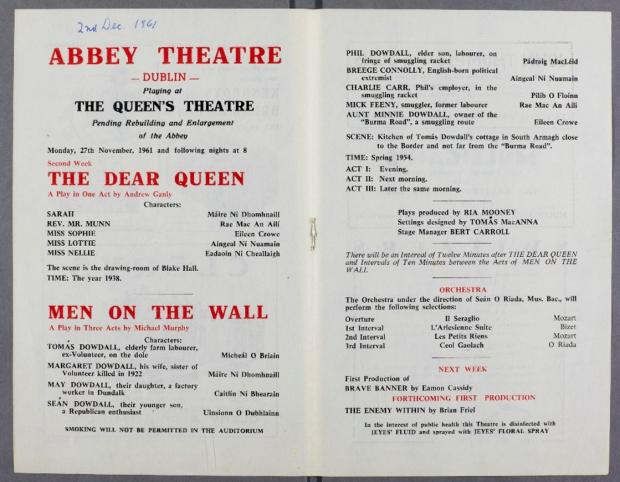 2nd Dec. 1961
ABBEY THEATRE
— DUBLIN —
Playing at
THE QUEEN'S THEATRE
Pending Rebuilding and Enlargement
of the Abbey
Monday, 27th November, 1961 and following nights at 8
Second Week
THE DEAR QUEEN
A Play in One Act by Andrew Ganly
Characters:
SARAH Máire Ní Dhomhnaill
REV. MR. MUNN Rae Mac An Ailí
MISS SOPHIE Eileen Crowe
MISS LOTTIE Aingeal Ní Nuamain
MISS NELLIE Eadaoin Ní Cheallaigh
The scene is the drawing-room of Blake Hall.
TIME: The year 1938.
MEN ON THE WALL
A Play in Three Acts by Michael Murphy
Characters:
TOMÁS DOWDALL, elderly farm labourer,
ex-Volunteer, on the dole Micheál O Briain
MARGARET DOWDALL, his wife, sister of
Volunteer killed in 1922 Máire Ní Dhomhnaill
MAY DOWDALL, their daughter, a factory
worker in Dundalk Caitlín Ní Bhearain
SEÁN DOWDALL, their younger son,
a Republican enthusiast Uinsionn O Dubhlainn
SMOKING WILL NOT BE PERMITTED IN THE AUDITORIUM
PHIL DOWDALL, elder son, labourer, on
fringe of smuggling racket Pádraig MacLéid
BREEGE CONNOLLY, English-born political
extremist Aingeal Ní Nuamain
CHARLIE CARR, Phil's employer, in the
smuggling racket Pilib O Floinn
MICK FEENY, smuggler, former labourer Rae Mac An Ailí
AUNT MINNIE DOWDALL, owner of the
"Burma Road", a smuggling route Eileen Crowe
SCENE: Kitchen of Tomás Dowdall's cottage in South Armagh close
to the Border and not far from the "Burma Road".
TIME: Spring 1954.
ACT I: Evening.
ACT II: Next morning.
ACT III: Later the same morning.
Plays produced by RIA MOONEY
Settings designed by TOMÁS MacANNA
Stage Manager BERT CARROLL
There will be an Interval of Twelve Minutes after THE DEAR QUEEN
and Intervals of Ten Minutes between the Acts of MEN ON THE
WALL
ORCHESTRA
The Orchestra under the direction of Seán O Riada, Mus. Bac., will
perform the following selections:
Overture Il Seraglio Mozart
1st Interval L'Arlesienne Suite Bizet
2nd Interval Les Petits Riens Mozart
3rd Interval Ceol Gaolach O Riada
NEXT WEEK
First Production of
BRAVE BANNER by Eamon Cassidy
FORTHCOMING FIRST PRODUCTION
THE ENEMY WITHIN by Brian Friel
In the interest of public health this Theatre is disinfected with
JEYES' FLUID and sprayed with JEYES' FLORAL SPRAY